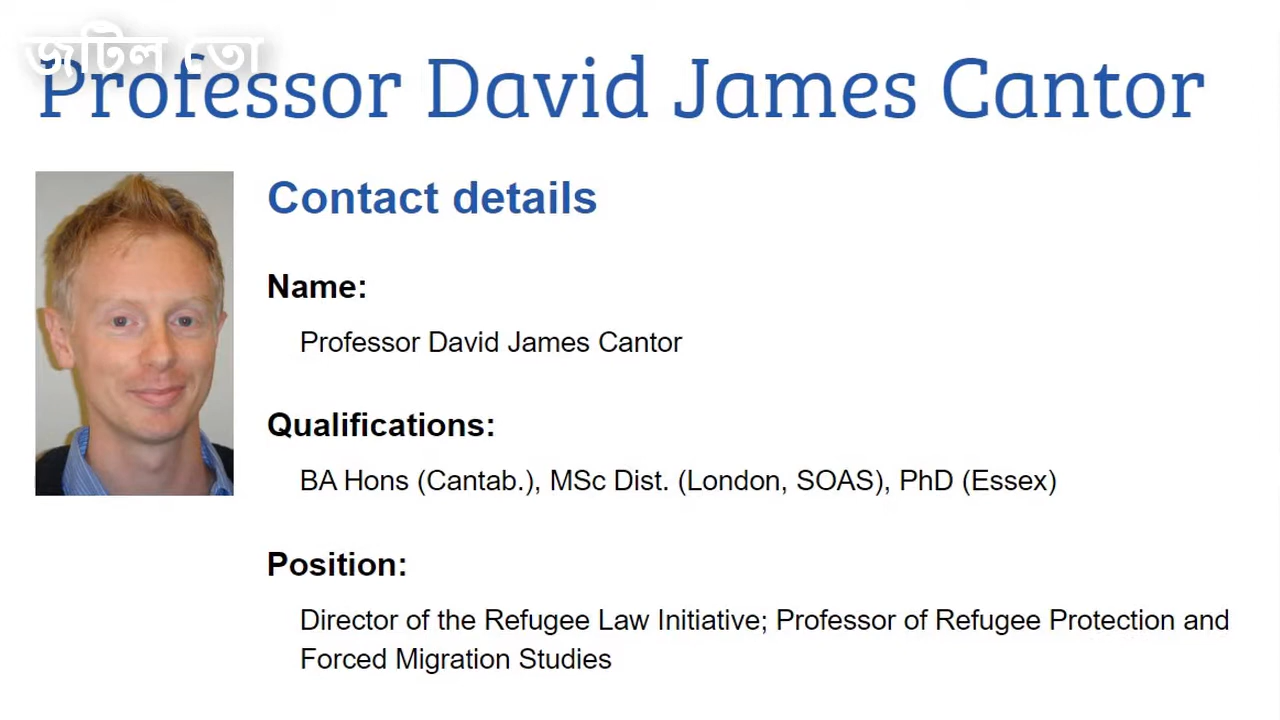 জটিল তো
Professor David James Cantor
Contact details
Name:
Professor David James Cantor
Qualifications:
BA Hons (Cantab.), MSc Dist. (London, SOAS), PhD (Essex)
Position:
Director of the Refugee Law Initiative; Professor of Refugee Protection and
Forced Migration Studies